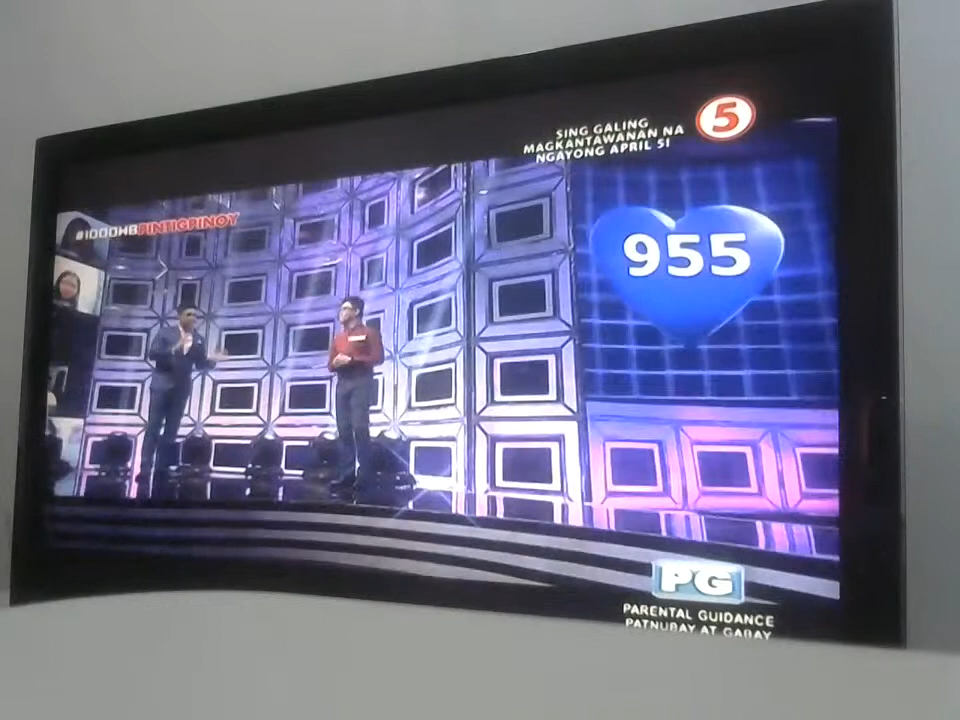 SING GALING
MAGKANTAWANAN NA
NGAYONG APRIL 5!
5
#1000HBPINTIGPINOY
955
PG
PARENTAL GUIDANCE
PATNUBAY AT GABAY